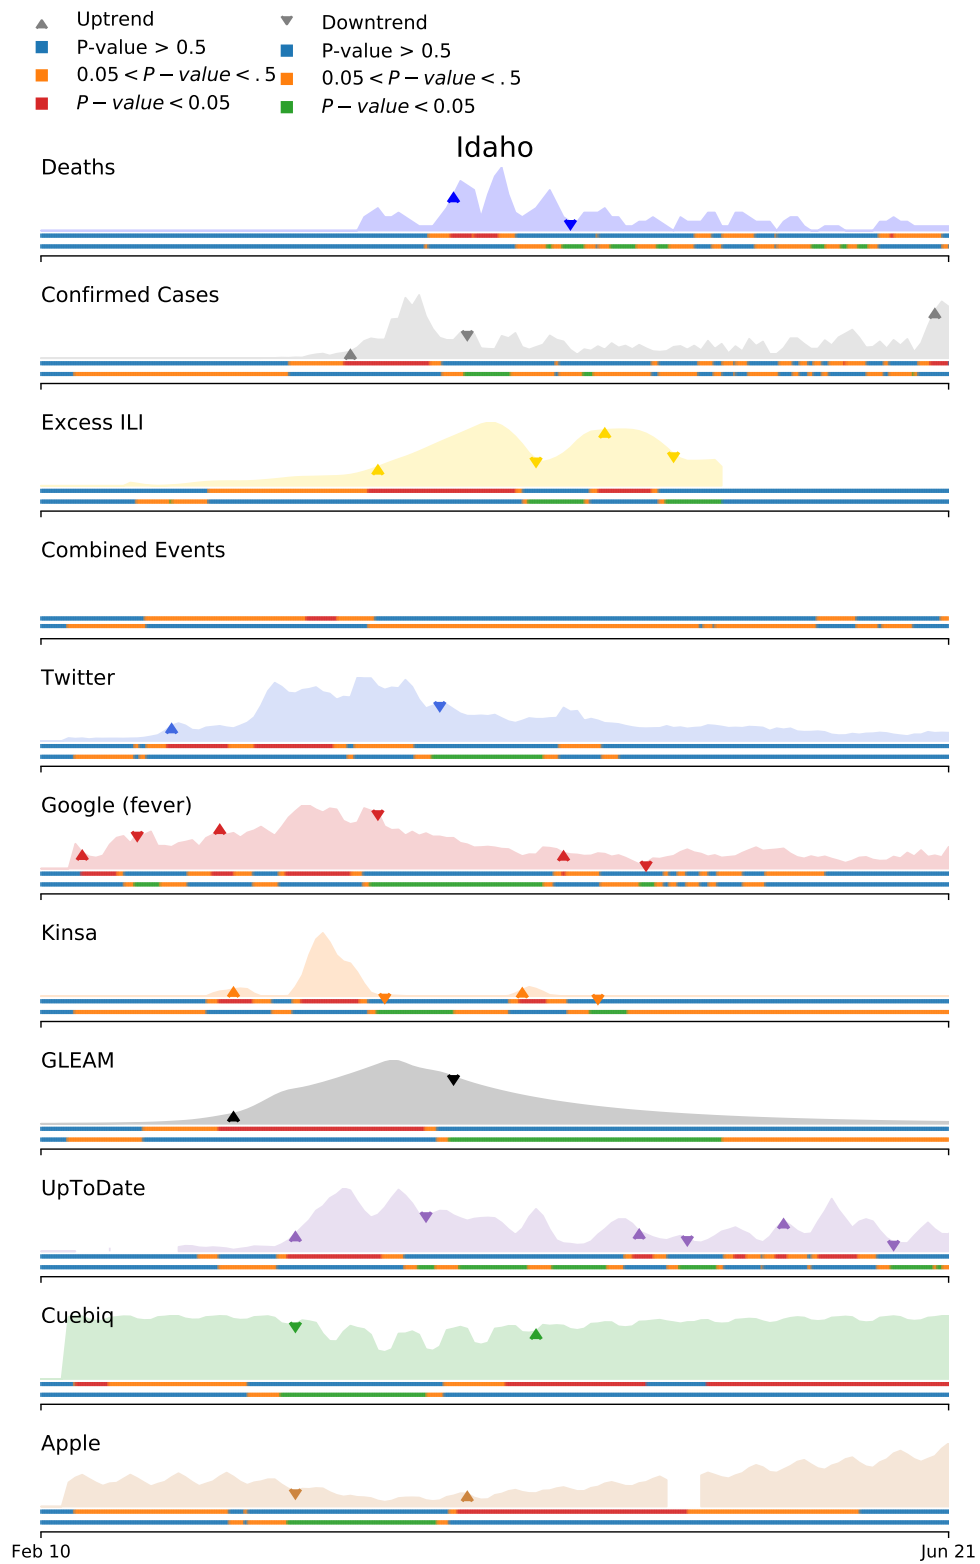 Uptrend
P-value > 0.5
0.05 < P − value < .5
P − value < 0.05
Downtrend
P-value > 0.5
0.05 < P − value < .5
P − value < 0.05
Idaho
Deaths
Confirmed Cases
Excess ILI
Combined Events
Twitter
Google (fever)
Kinsa
GLEAM
UpToDate
Cuebiq
Apple
Feb 10
Jun 21